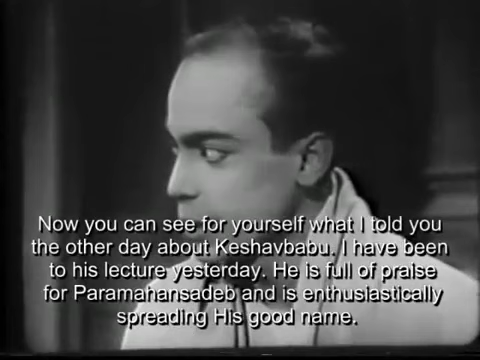 Now you can see for yourself what I told you
the other day about Keshavbabu. I have been
to his lecture yesterday. He is full of praise
for Paramahansadeb and is enthusiastically
spreading His good name.